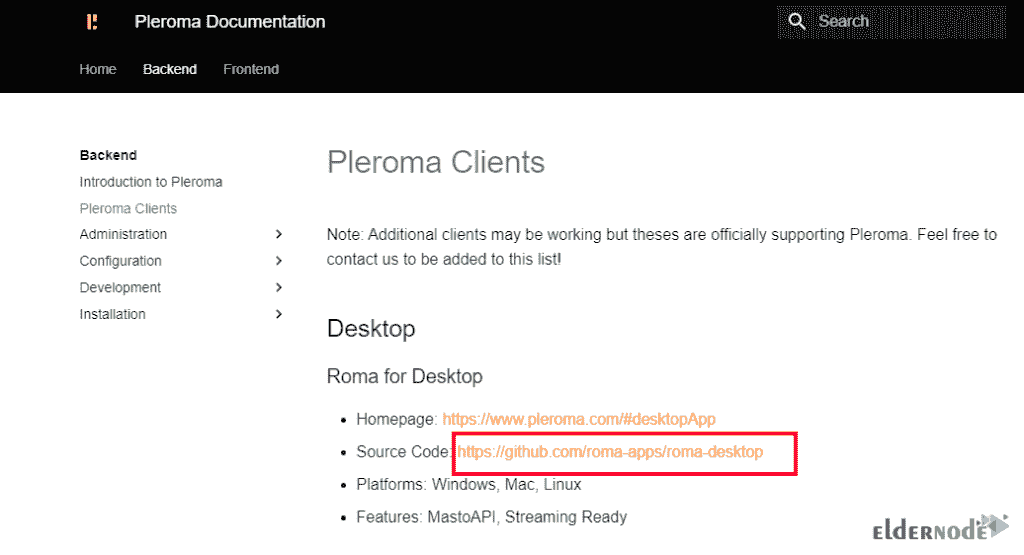 Pleroma Documentation
Search
Home Backend Frontend
Backend
Introduction to Pleroma
Pleroma Clients
Administration
Configuration
Development
Installation
Pleroma Clients
Note: Additional clients may be working but theses are officially supporting Pleroma. Feel free to
contact us to be added to this list!
Desktop
Roma for Desktop
Homepage: https://www.pleroma.com/#desktopApp
Source Code: https://github.com/roma-apps/roma-desktop
Platforms: Windows, Mac, Linux
Features: MastoAPI, Streaming Ready
eldernode